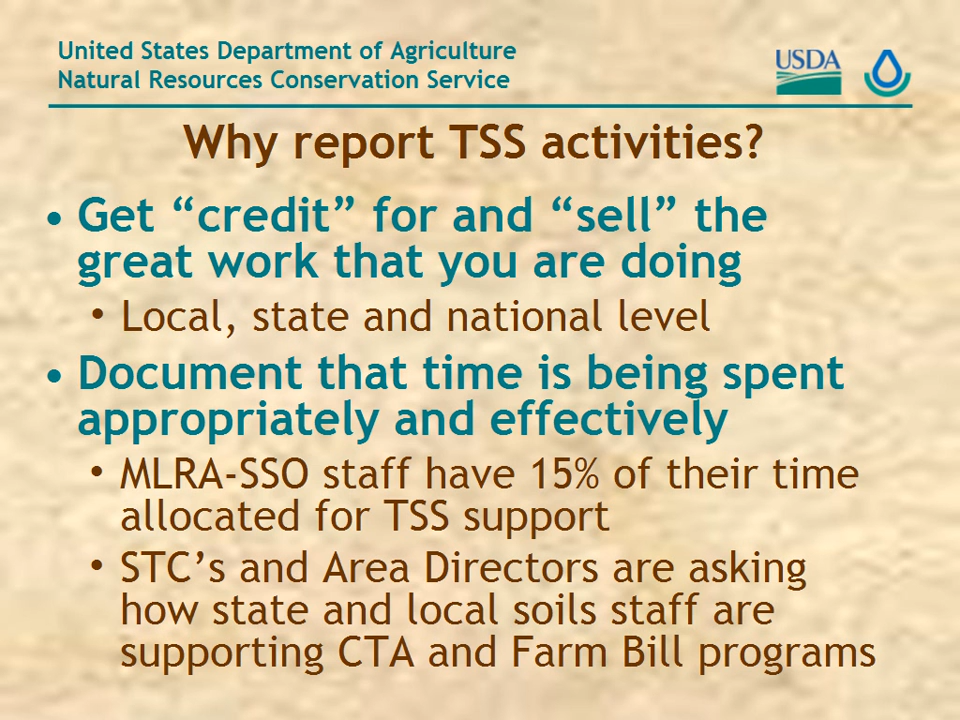 United States Department of Agriculture
Natural Resources Conservation Service
USDA
Why report TSS activities?
• Get “credit” for and “sell” the
great work that you are doing
• Local, state and national level
• Document that time is being spent
appropriately and effectively
• MLRA-SSO staff have 15% of their time
allocated for TSS support
• STC’s and Area Directors are asking
how state and local soils staff are
supporting CTA and Farm Bill programs